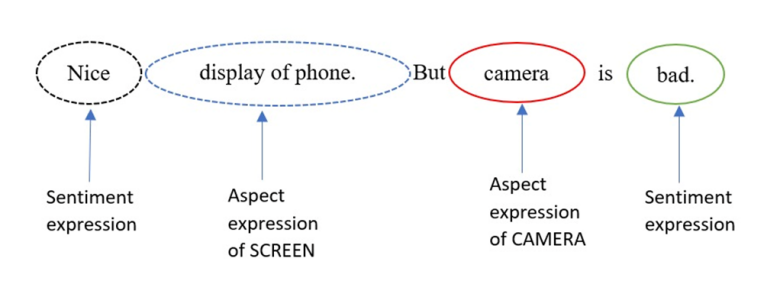 Nice display of phone. But camera is bad.
Sentiment
expression
Aspect
expression
of SCREEN
Aspect
expression
of CAMERA
Sentiment
expression